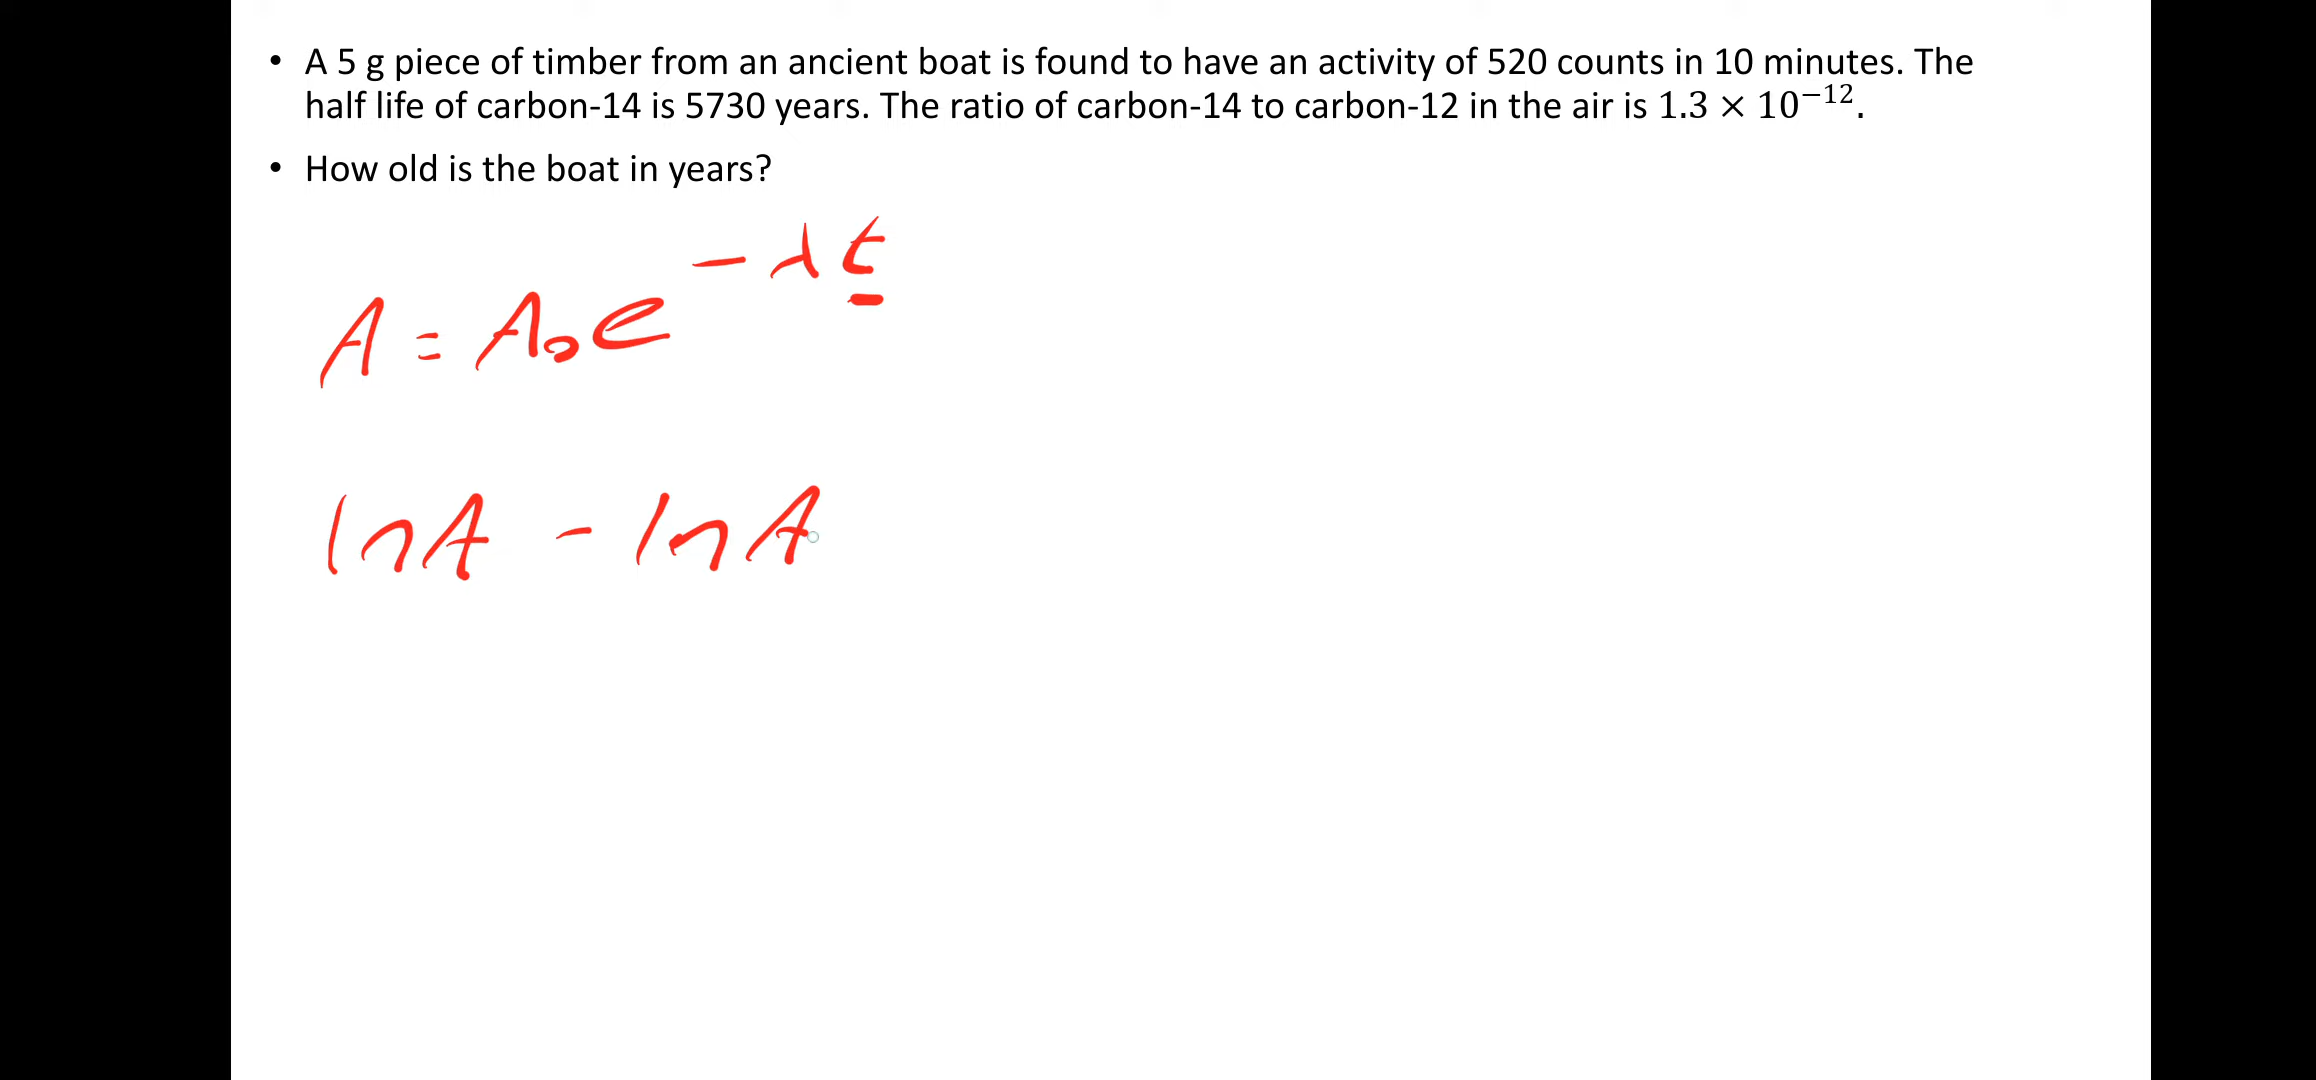 • A 5 g piece of timber from an ancient boat is found to have an activity of 520 counts in 10 minutes. The
half life of carbon-14 is 5730 years. The ratio of carbon-14 to carbon-12 in the air is 1.3 × 10⁻¹².
• How old is the boat in years?
A = A₀e^{-λt}
lnA - lnA